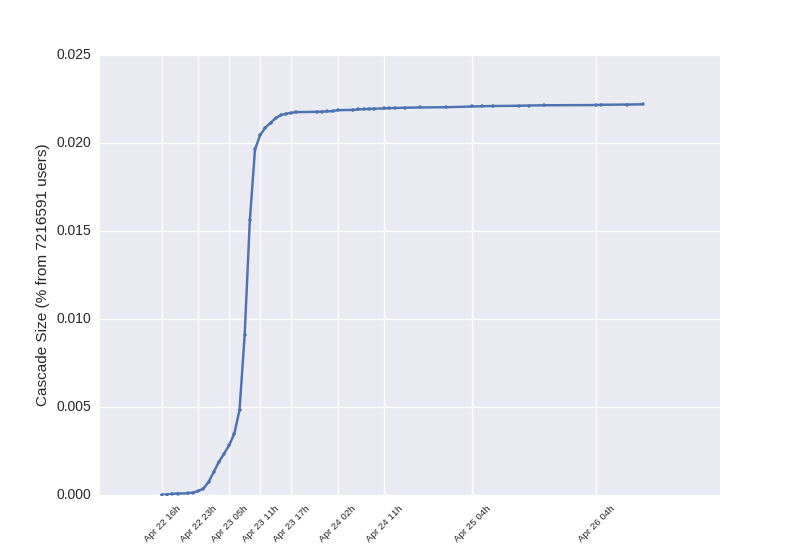 0.025
0.020
0.015
0.010
0.005
0.000
Cascade Size (% from 7216591 users)
Apr 22 16h
Apr 22 23h
Apr 23 05h
Apr 23 11h
Apr 23 17h
Apr 24 02h
Apr 24 11h
Apr 25 04h
Apr 26 04h